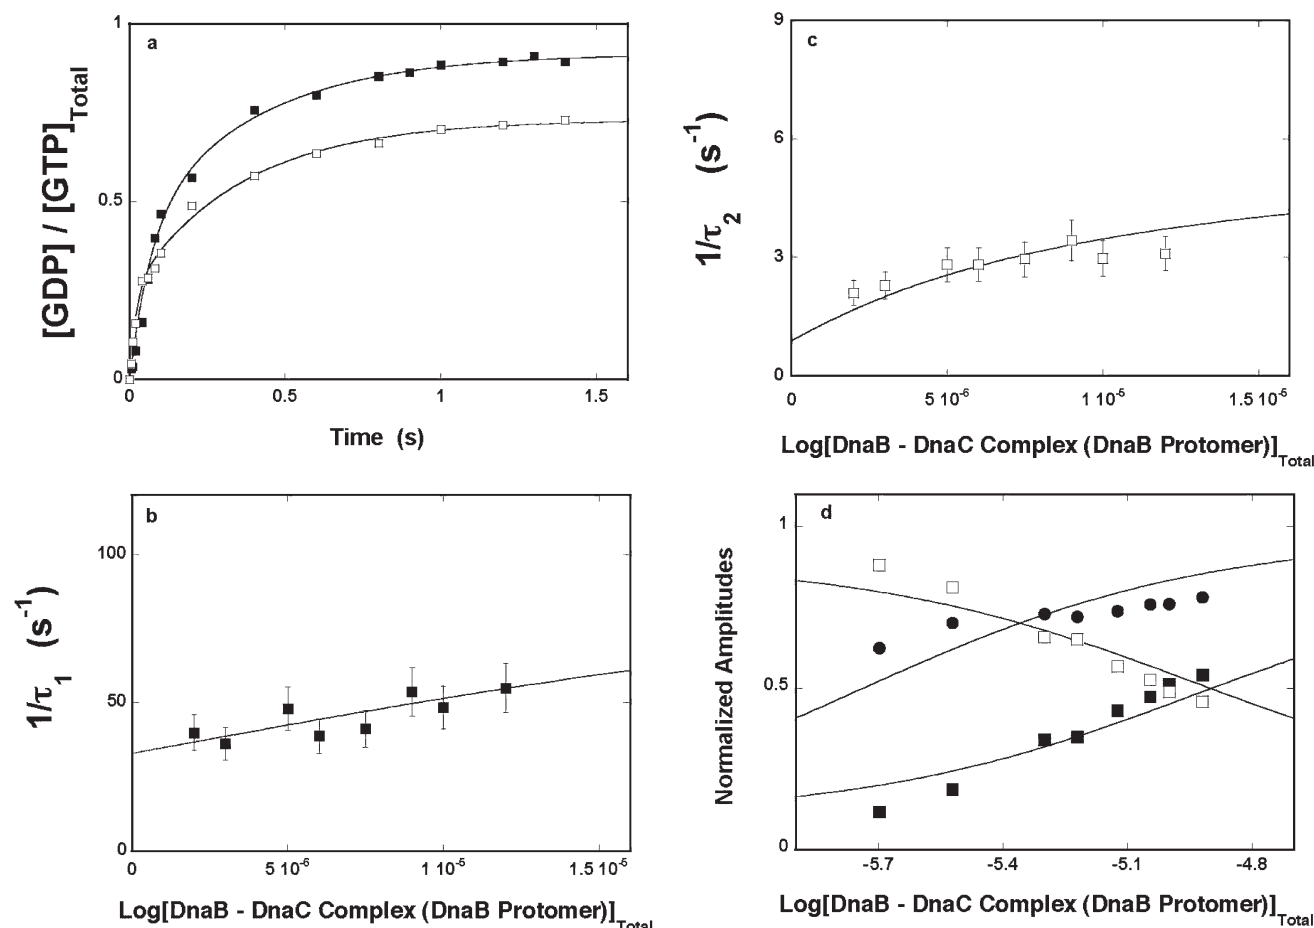 a
[GDP] / [GTP]Total
1
0.5
0
0
0.5
1
1.5
Time (s)
c
1/τ2 (s-1)
9
6
3
0
0
5 10-6
1 10-5
1.5 10-5
Log[DnaB - DnaC Complex (DnaB Protomer)]Total
b
1/τ1 (s-1)
100
50
0
0
5 10-6
1 10-5
1.5 10-5
Log[DnaB - DnaC Complex (DnaB Protomer)]Total
d
Normalized Amplitudes
1
0.5
0
-5.7
-5.4
-5.1
-4.8
Log[DnaB - DnaC Complex (DnaB Protomer)]Total